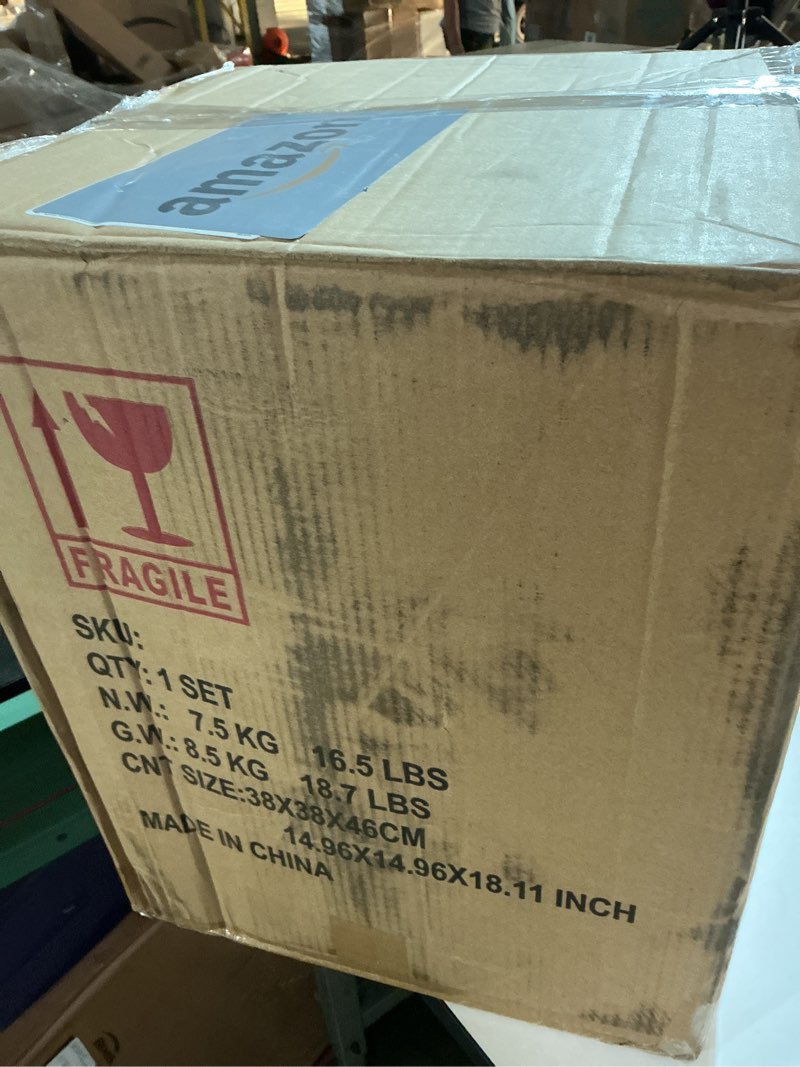 amazon
FRAGILE
SKU:
QTY: 1 SET
N.W.: 7.5 KG 16.5 LBS
G.W.: 8.5 KG 18.7 LBS
CNT SIZE:38X38X46CM
14.96X14.96X18.11 INCH
MADE IN CHINA